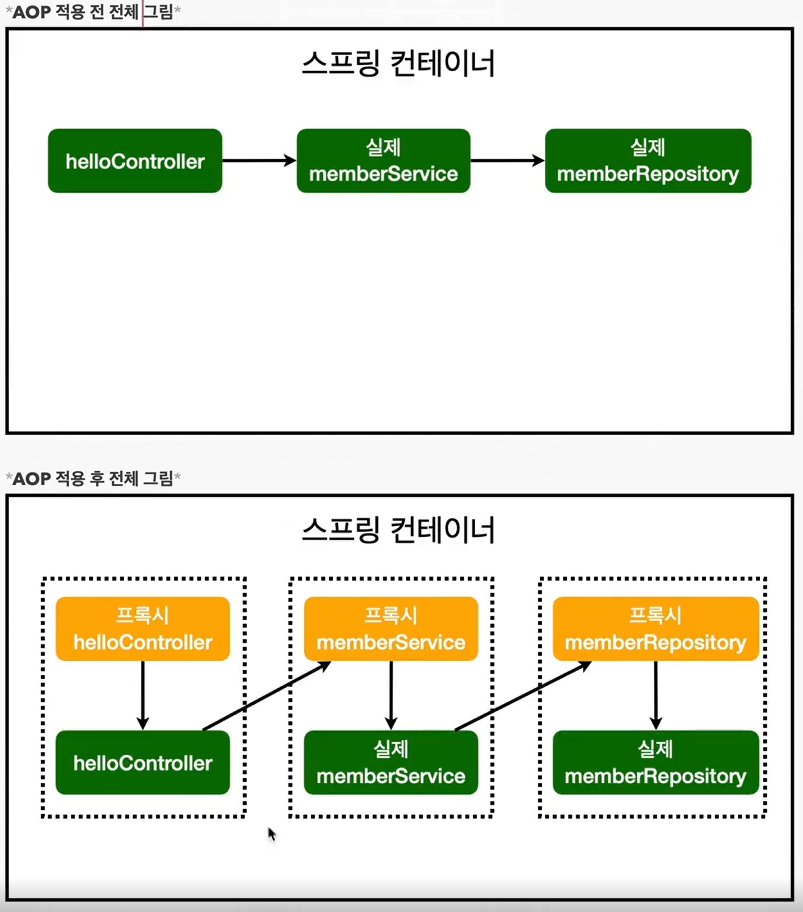 *AOP 적용 전 전체 그림*
스프링 컨테이너
helloController
실제
memberService
실제
memberRepository
*AOP 적용 후 전체 그림*
스프링 컨테이너
프록시
helloController
프록시
memberService
프록시
memberRepository
helloController
실제
memberService
실제
memberRepository